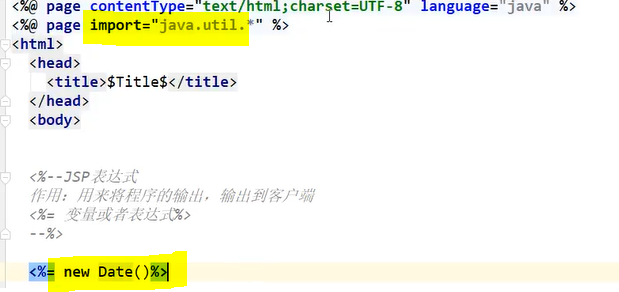 <%@ page contentType="text/html;charset=UTF-8" language="java" %>
<%@ page import="java.util.*" %>
<html>
<head>
<title>$Title$</title>
</head>
<body>
<%--JSP表达式
作用：用来将程序的输出，输出到客户端
<%= 变量或者表达式%>
--%>
<%= new Date()%>